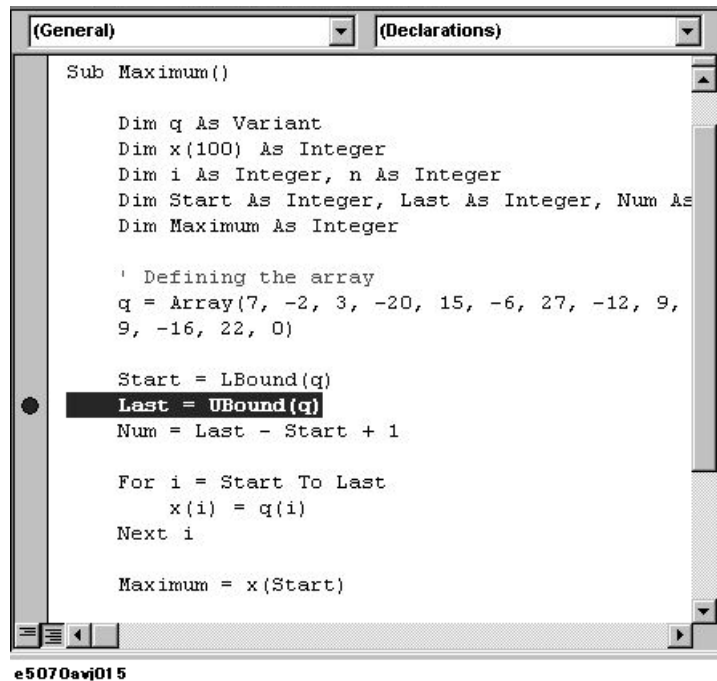 (General) (Declarations)
Sub Maximum()
Dim q As Variant
Dim x(100) As Integer
Dim i As Integer, n As Integer
Dim Start As Integer, Last As Integer, Num As
Dim Maximum As Integer
' Defining the array
q = Array(7, -2, 3, -20, 15, -6, 27, -12, 9,
9, -16, 22, 0)
Start = LBound(q)
Last = UBound(q)
Num = Last - Start + 1
For i = Start To Last
x(i) = q(i)
Next i
Maximum = x(Start)
e5070avj015